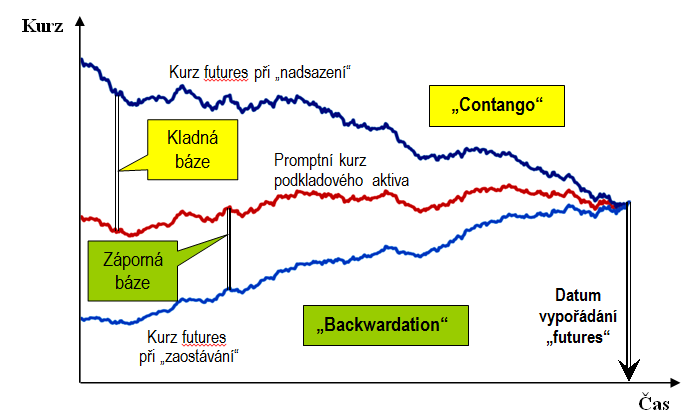 Kurz
Kurz futures při „nadsazení“
„Contango“
Kladná
báze
Promptní kurz
podkladového aktiva
Záporná
báze
Datum
vypořádání
„futures“
„Backwardation“
Kurz futures
při „zaostávání“
Čas